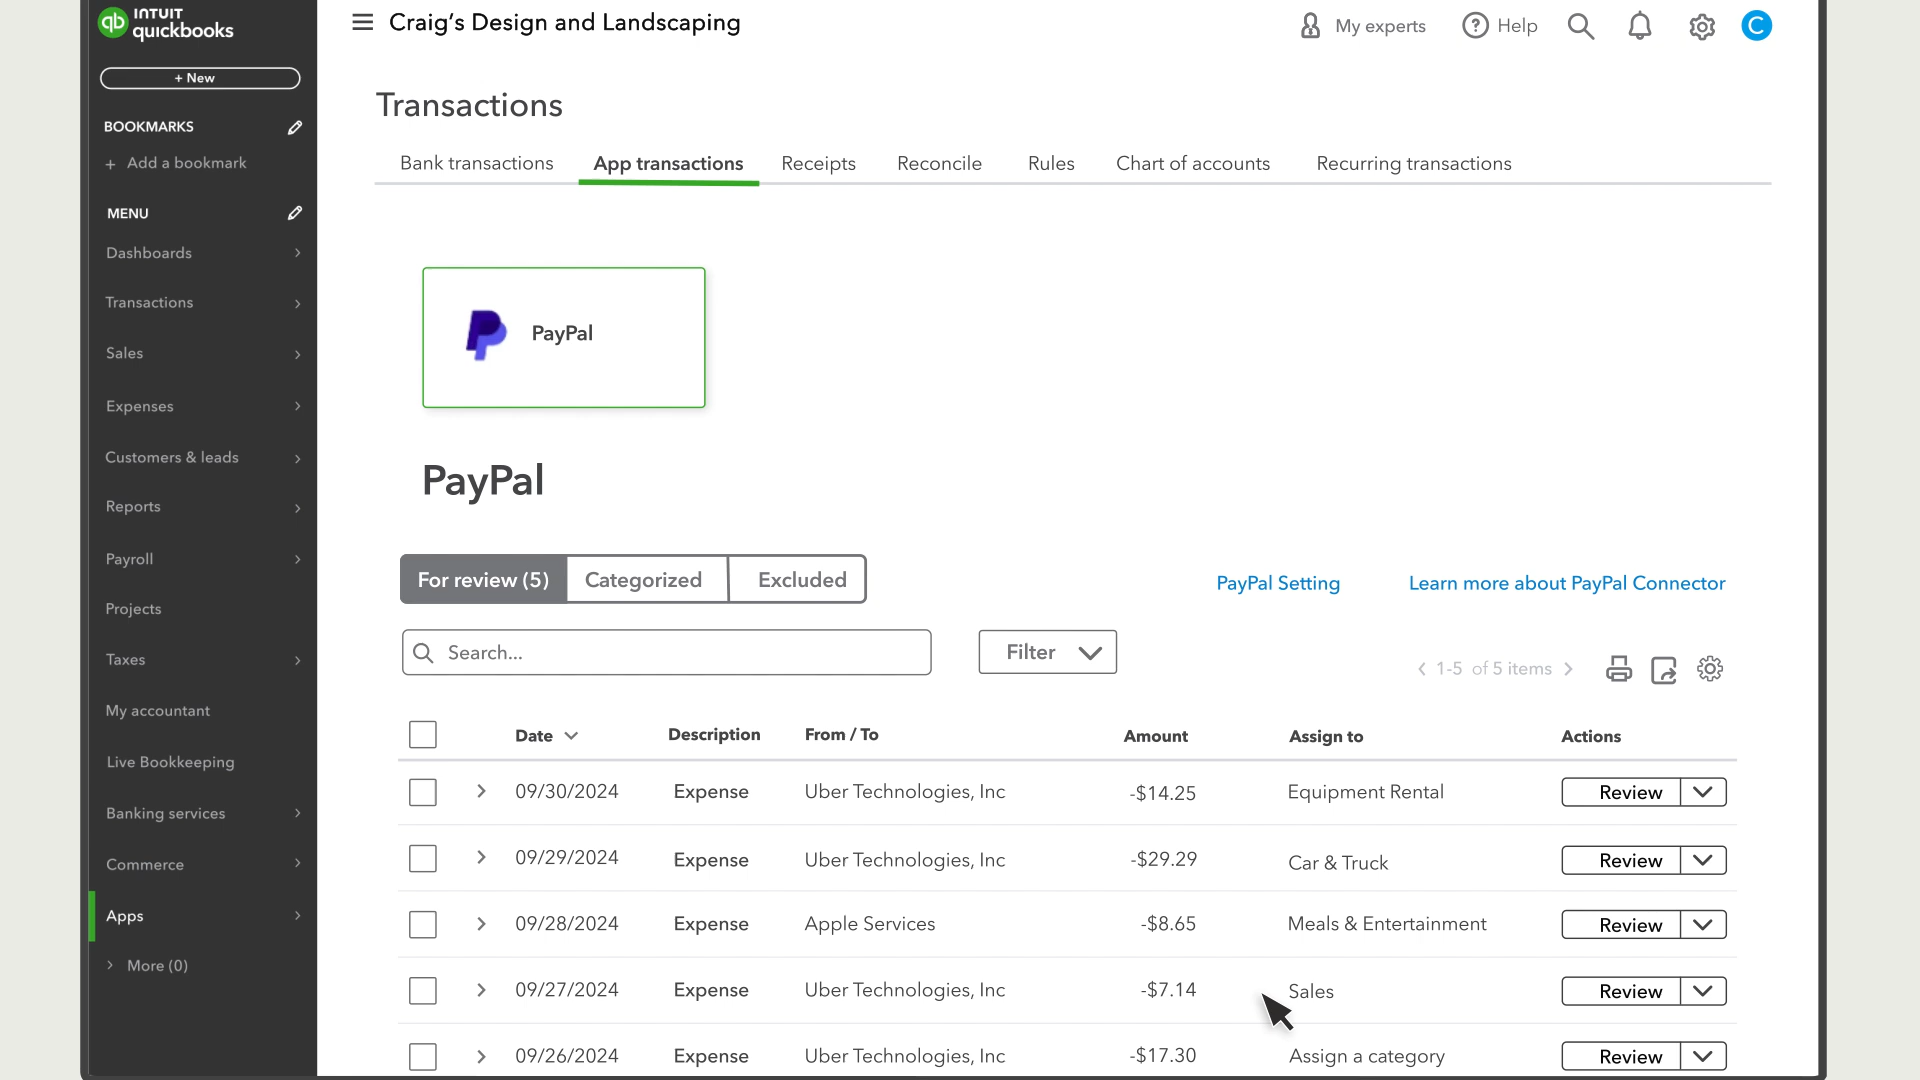 INTUIT
quickbooks
Craig's Design and Landscaping
My experts
Help
C
+ New
BOOKMARKS
+ Add a bookmark
MENU
Dashboards
Transactions
Sales
Expenses
Customers & leads
Reports
Payroll
Projects
Taxes
My accountant
Live Bookkeeping
Banking services
Commerce
Apps
More (0)
Transactions
Bank transactions App transactions Receipts Reconcile Rules Chart of accounts Recurring transactions
PayPal
PayPal
For review (5) Categorized Excluded
PayPal Setting Learn more about PayPal Connector
Search... Filter
1-5 of 5 items
Date Description From / To Amount Assign to Actions
09/30/2024 Expense Uber Technologies, Inc -$14.25 Equipment Rental Review
09/29/2024 Expense Uber Technologies, Inc -$29.29 Car & Truck Review
09/28/2024 Expense Apple Services -$8.65 Meals & Entertainment Review
09/27/2024 Expense Uber Technologies, Inc -$7.14 Sales Review
09/26/2024 Expense Uber Technologies, Inc -$17.30 Assign a category Review